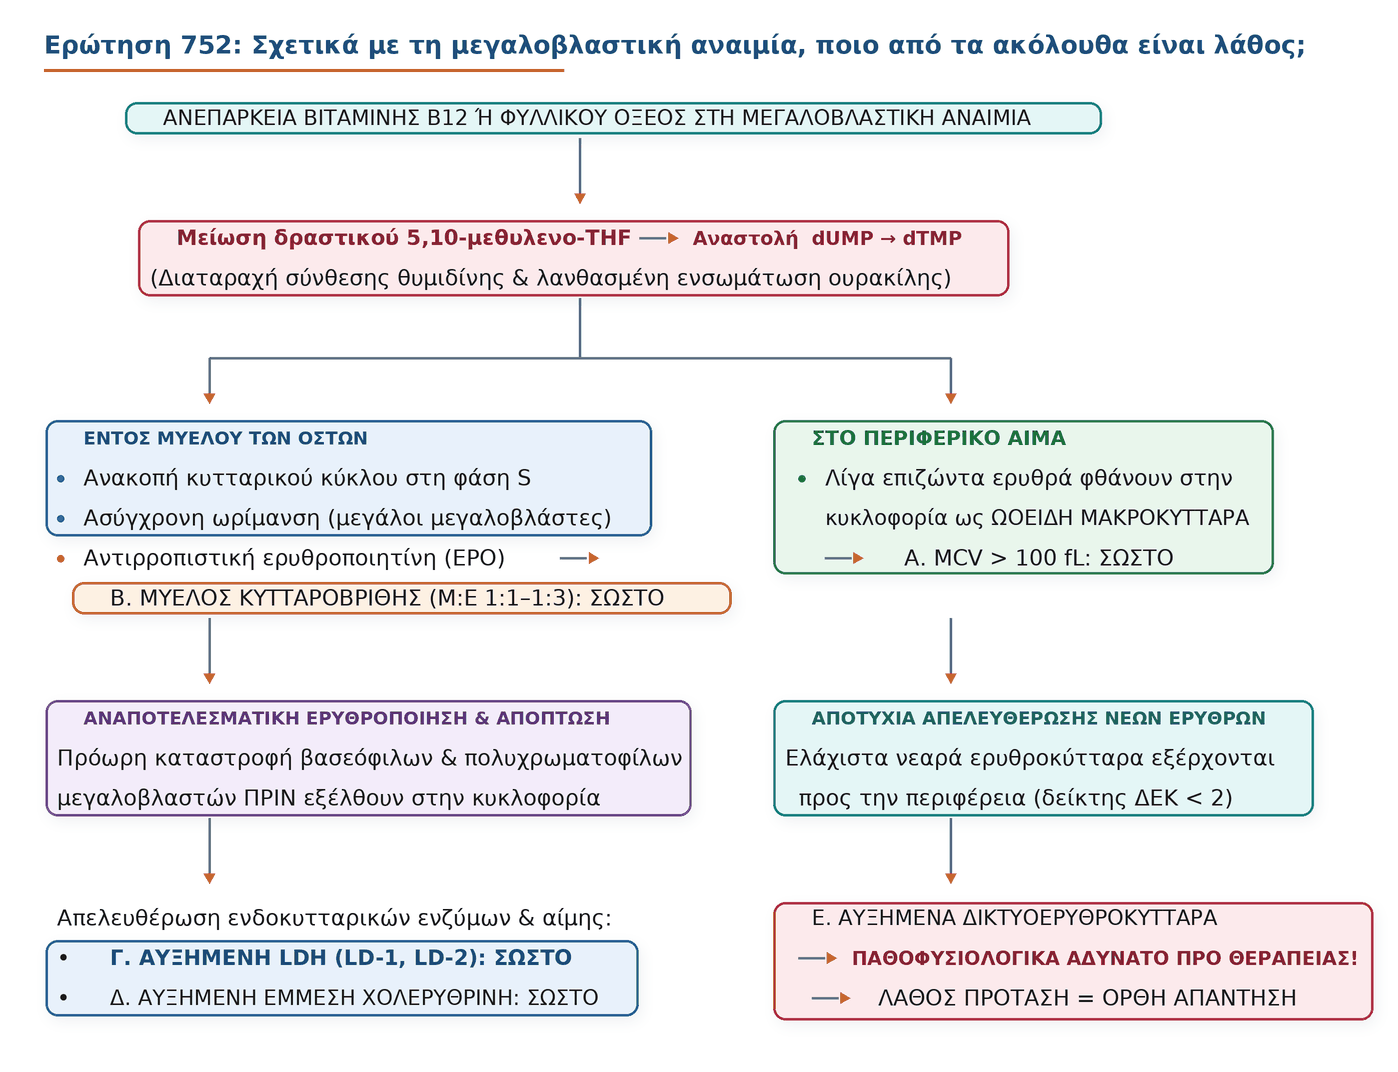 Ερώτηση 752: Σχετικά με τη μεγαλοβλαστική αναιμία, ποιο από τα ακόλουθα είναι λάθος;
ΑΝΕΠΑΡΚΕΙΑ ΒΙΤΑΜΙΝΗΣ Β12 Ή ΦΥΛΛΙΚΟΥ ΟΞΕΟΣ ΣΤΗ ΜΕΓΑΛΟΒΛΑΣΤΙΚΗ ΑΝΑΙΜΙΑ
Μείωση δραστικού 5,10-μεθυλενο-THF → Αναστολή dUMP → dTMP
(Διαταραχή σύνθεσης θυμιδίνης & λανθασμένη ενσωμάτωση ουρακίλης)
ΕΝΤΟΣ ΜΥΕΛΟΥ ΤΩΝ ΟΣΤΩΝ
• Ανακοπή κυτταρικού κύκλου στη φάση S
• Ασύγχρονη ωρίμανση (μεγάλοι μεγαλοβλάστες)
• Αντιρροπιστική ερυθροποιητίνη (EPO) →
Β. ΜΥΕΛΟΣ ΚΥΤΤΑΡΟΒΡΙΘΗΣ (Μ:Ε 1:1–1:3): ΣΩΣΤΟ
ΣΤΟ ΠΕΡΙΦΕΡΙΚΟ ΑΙΜΑ
• Λίγα επιζώντα ερυθρά φθάνουν στην
κυκλοφορία ως ΩΟΕΙΔΗ ΜΑΚΡΟΚΥΤΤΑΡΑ
→ Α. MCV > 100 fL: ΣΩΣΤΟ
ΑΝΑΠΟΤΕΛΕΣΜΑΤΙΚΗ ΕΡΥΘΡΟΠΟΙΗΣΗ & ΑΠΟΠΤΩΣΗ
Πρόωρη καταστροφή βασεόφιλων & πολυχρωματοφίλων
μεγαλοβλαστών ΠΡΙΝ εξέλθουν στην κυκλοφορία
ΑΠΟΤΥΧΙΑ ΑΠΕΛΕΥΘΕΡΩΣΗΣ ΝΕΩΝ ΕΡΥΘΡΩΝ
Ελάχιστα νεαρά ερυθροκύτταρα εξέρχονται
προς την περιφέρεια (δείκτης ΔΕΚ < 2)
Απελευθέρωση ενδοκυτταρικών ενζύμων & αίμης:
• Γ. ΑΥΞΗΜΕΝΗ LDH (LD-1, LD-2): ΣΩΣΤΟ
• Δ. ΑΥΞΗΜΕΝΗ ΕΜΜΕΣΗ ΧΟΛΕΡΥΘΡΙΝΗ: ΣΩΣΤΟ
Ε. ΑΥΞΗΜΕΝΑ ΔΙΚΤΥΟΕΡΥΘΡΟΚΥΤΤΑΡΑ
→ ΠΑΘΟΦΥΣΙΟΛΟΓΙΚΑ ΑΔΥΝΑΤΟ ΠΡΟ ΘΕΡΑΠΕΙΑΣ!
→ ΛΑΘΟΣ ΠΡΟΤΑΣΗ = ΟΡΘΗ ΑΠΑΝΤΗΣΗ